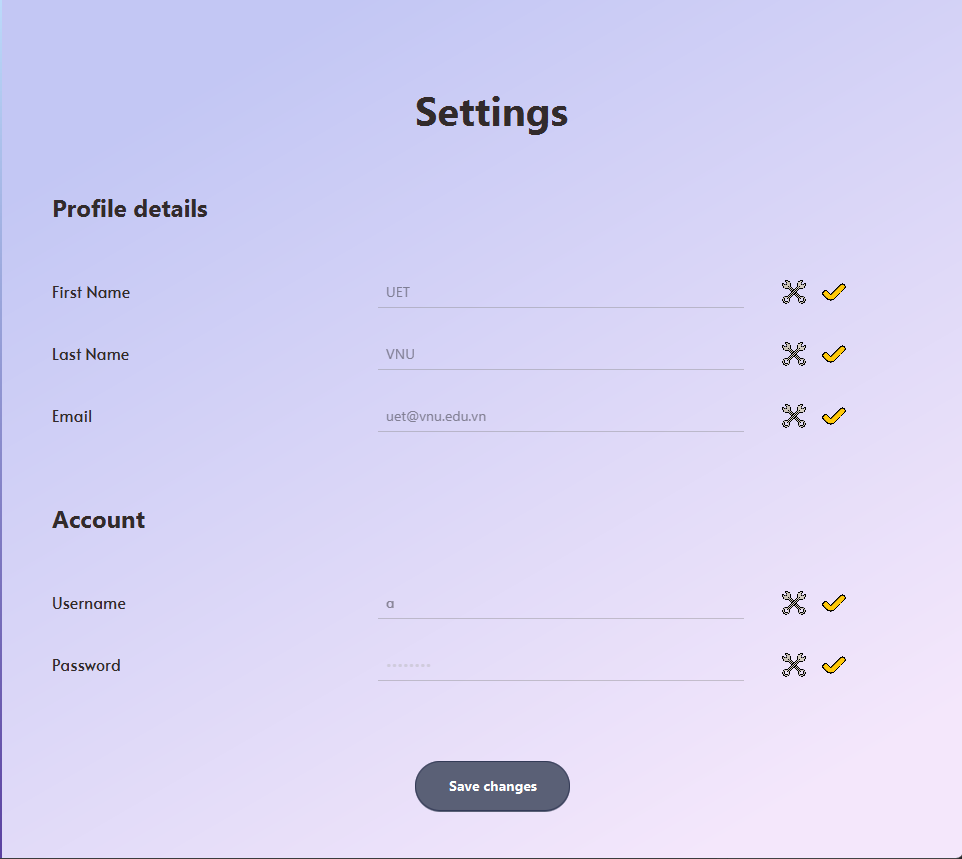 Settings
Profile details
First Name UET
Last Name VNU
Email uet@vnu.edu.vn
Account
Username a
Password ••••••••
Save changes